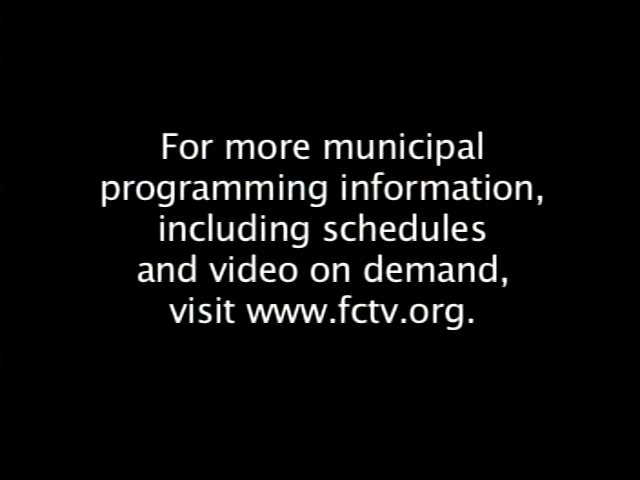 For more municipal
programming information,
including schedules
and video on demand,
visit www.fctv.org.